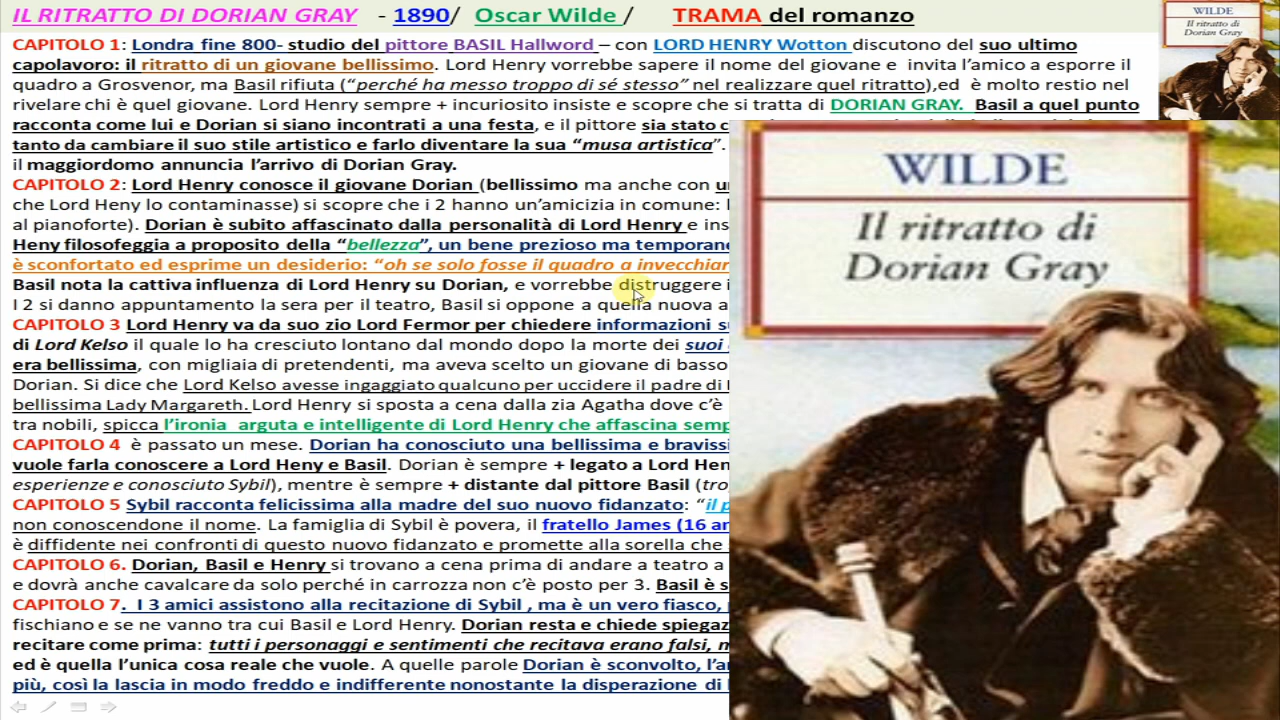 IL RITRATTO DI DORIAN GRAY - 1890/ Oscar Wilde / TRAMA del romanzo
CAPITOLO 1: Londra fine 800- studio del pittore BASIL Hallword – con LORD HENRY Wotton discutono del suo ultimo
capolavoro: il ritratto di un giovane bellissimo. Lord Henry vorrebbe sapere il nome del giovane e invita l'amico a esporre il
quadro a Grosvenor, ma Basil rifiuta (“perché ha messo troppo di sé stesso” nel realizzare quel ritratto),ed è molto restio nel
rivelare chi è quel giovane. Lord Henry sempre + incuriosito insiste e scopre che si tratta di DORIAN GRAY. Basil a quel punto
racconta come lui e Dorian si siano incontrati a una festa, e il pittore sia stato c
tanto da cambiare il suo stile artistico e farlo diventare la sua “musa artistica”.
il maggiordomo annuncia l'arrivo di Dorian Gray.
CAPITOLO 2: Lord Henry conosce il giovane Dorian (bellissimo ma anche con u
che Lord Heny lo contaminasse) si scopre che i 2 hanno un'amicizia in comune:
al pianoforte). Dorian è subito affascinato dalla personalità di Lord Henry e ins
Heny filosofeggia a proposito della “bellezza”, un bene prezioso ma temporane
è sconfortato ed esprime un desiderio: “oh se solo fosse il quadro a invecchiar
Basil nota la cattiva influenza di Lord Henry su Dorian, e vorrebbe distruggere i
I 2 si danno appuntamento la sera per il teatro, Basil si oppone a quella nuova a
CAPITOLO 3 Lord Henry va da suo zio Lord Fermor per chiedere informazioni s
di Lord Kelso il quale lo ha cresciuto lontano dal mondo dopo la morte dei suoi
era bellissima, con migliaia di pretendenti, ma aveva scelto un giovane di basso
Dorian. Si dice che Lord Kelso avesse ingaggiato qualcuno per uccidere il padre di
bellissima Lady Margareth. Lord Henry si sposta a cena dalla zia Agatha dove c'è
tra nobili, spicca l'ironia arguta e intelligente di Lord Henry che affascina semp
CAPITOLO 4 è passato un mese. Dorian ha conosciuto una bellissima e bravissi
vuole farla conoscere a Lord Heny e Basil. Dorian è sempre + legato a Lord Hen
esperienze e conosciuto Sybil), mentre è sempre + distante dal pittore Basil (tro
CAPITOLO 5 Sybil racconta felicissima alla madre del suo nuovo fidanzato: “il p
non conoscendone il nome. La famiglia di Sybil è povera, il fratello James (16 an
è diffidente nei confronti di questo nuovo fidanzato e promette alla sorella che
CAPITOLO 6. Dorian, Basil e Henry si trovano a cena prima di andare a teatro a
e dovrà anche cavalcare da solo perché in carrozza non c'è posto per 3. Basil è s
CAPITOLO 7. I 3 amici assistono alla recitazione di Sybil , ma è un vero fiasco,
fischiano e se ne vanno tra cui Basil e Lord Henry. Dorian resta e chiede spiegaz
recitare come prima: tutti i personaggi e sentimenti che recitava erano falsi,
ed è quella l'unica cosa reale che vuole. A quelle parole Dorian è sconvolto, l'a
più, così la lascia in modo freddo e indifferente nonostante la disperazione di
WILDE
Il ritratto di
Dorian Gray
WILDE
Il ritratto di
Dorian Gray